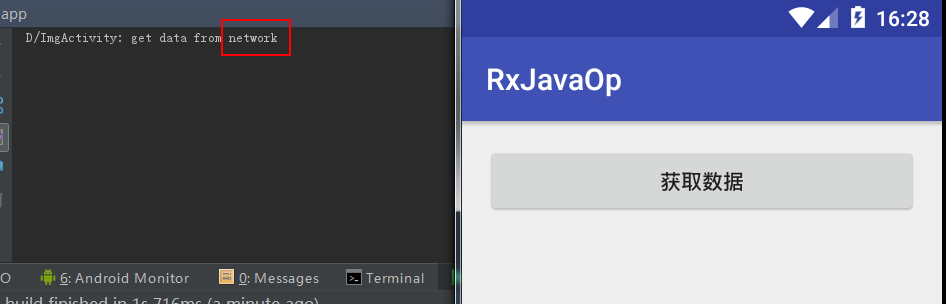 app
D/ImgActivity: get data from network
O
6: Android Monitor
0: Messages
Terminal
build finished in 1s 716ms (a minute ago)
16:28
RxJavaOp
获取数据